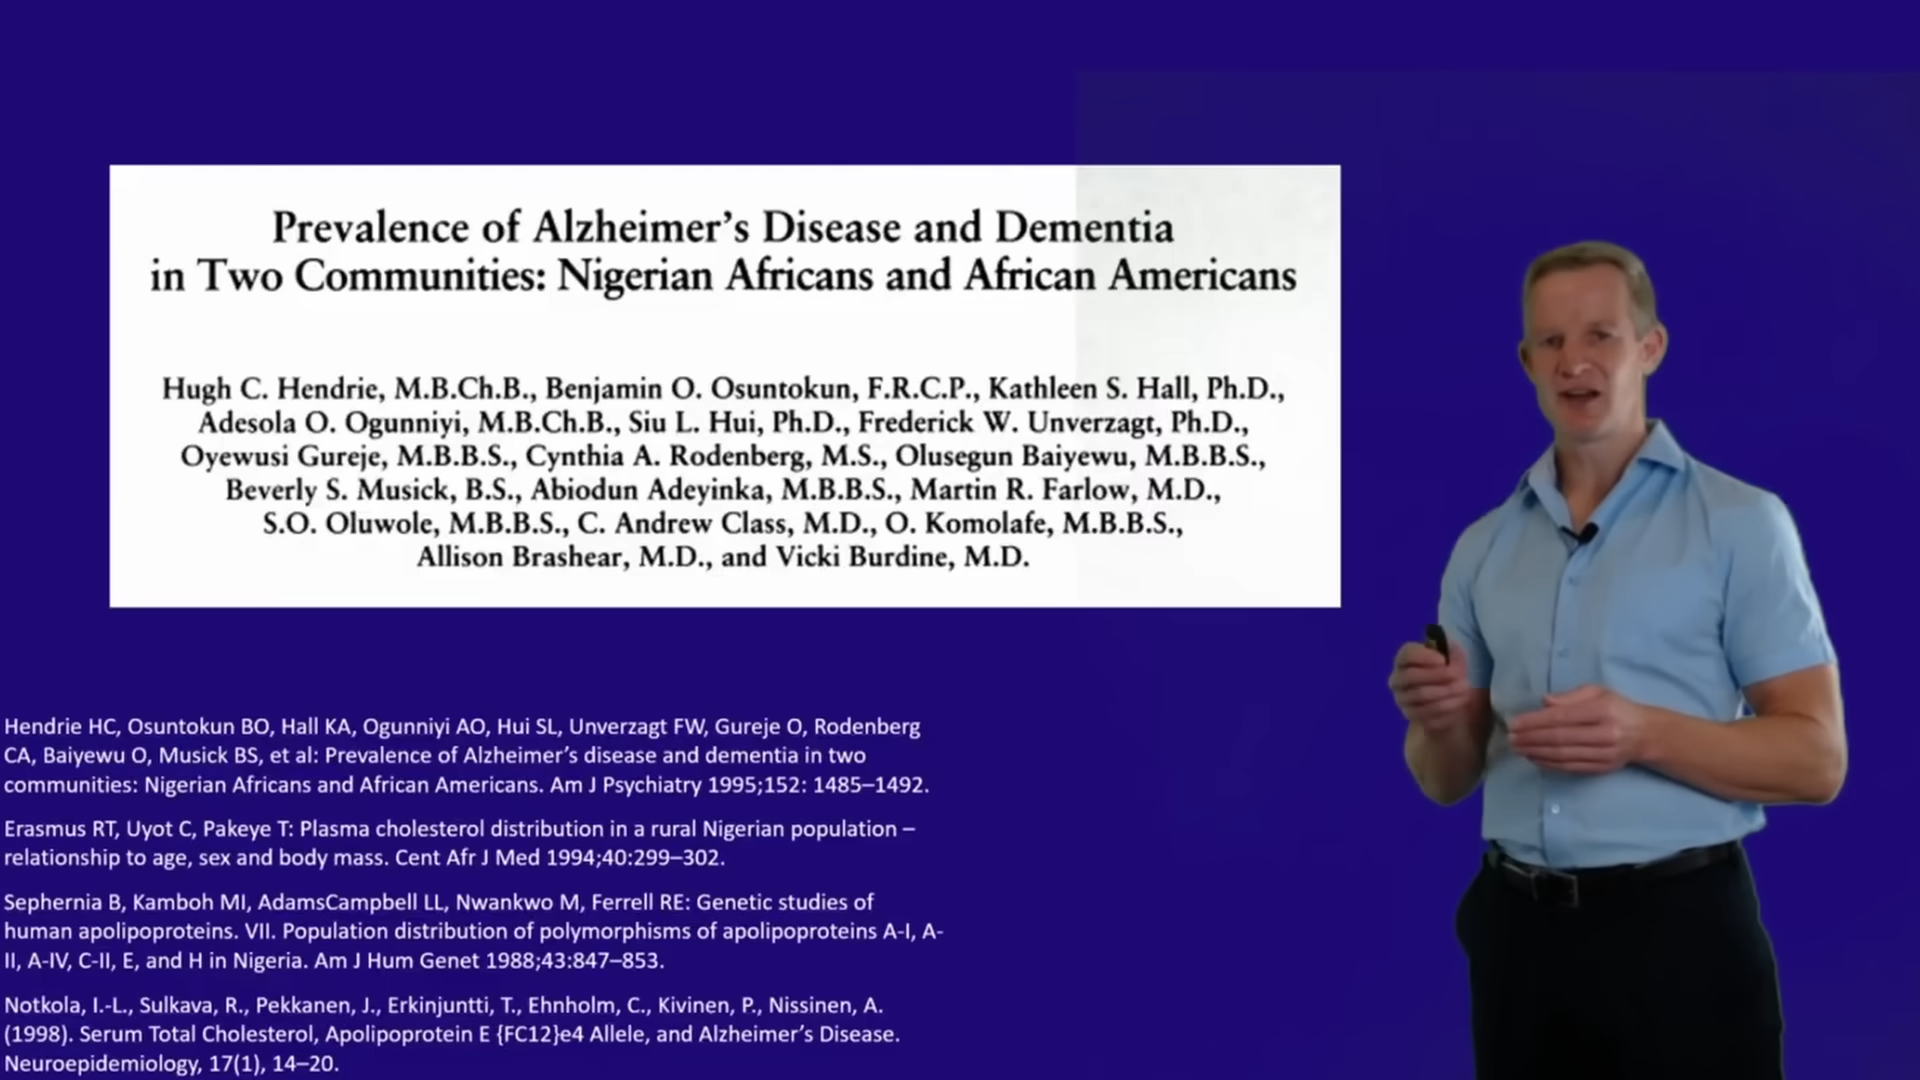 Prevalence of Alzheimer's Disease and Dementia
in Two Communities: Nigerian Africans and African Americans
Hugh C. Hendrie, M.B.Ch.B., Benjamin O. Osuntokun, F.R.C.P., Kathleen S. Hall, Ph.D.,
Adesola O. Ogunniyi, M.B.Ch.B., Siu L. Hui, Ph.D., Frederick W. Unverzagt, Ph.D.,
Oyewusi Gureje, M.B.B.S., Cynthia A. Rodenberg, M.S., Olusegun Baiyewu, M.B.B.S.,
Beverly S. Musick, B.S., Abiodun Adeyinka, M.B.B.S., Martin R. Farlow, M.D.,
S.O. Oluwole, M.B.B.S., C. Andrew Class, M.D., O. Komolafe, M.B.B.S.,
Allison Brashear, M.D., and Vicki Burdine, M.D.
Hendrie HC, Osuntokun BO, Hall KA, Ogunniyi AO, Hui SL, Unverzagt FW, Gureje O, Rodenberg
CA, Baiyewu O, Musick BS, et al: Prevalence of Alzheimer's disease and dementia in two
communities: Nigerian Africans and African Americans. Am J Psychiatry 1995;152: 1485–1492.
Erasmus RT, Uyot C, Pakeye T: Plasma cholesterol distribution in a rural Nigerian population –
relationship to age, sex and body mass. Cent Afr J Med 1994;40:299–302.
Sephernia B, Kamboh MI, AdamsCampbell LL, Nwankwo M, Ferrell RE: Genetic studies of
human apolipoproteins. VII. Population distribution of polymorphisms of apolipoproteins A-I, A-
II, A-IV, C-II, E, and H in Nigeria. Am J Hum Genet 1988;43:847–853.
Notkola, I.-L., Sulkava, R., Pekkanen, J., Erkinjuntti, T., Ehnholm, C., Kivinen, P., Nissinen, A.
(1998). Serum Total Cholesterol, Apolipoprotein E {FC12}e4 Allele, and Alzheimer's Disease.
Neuroepidemiology, 17(1), 14–20.